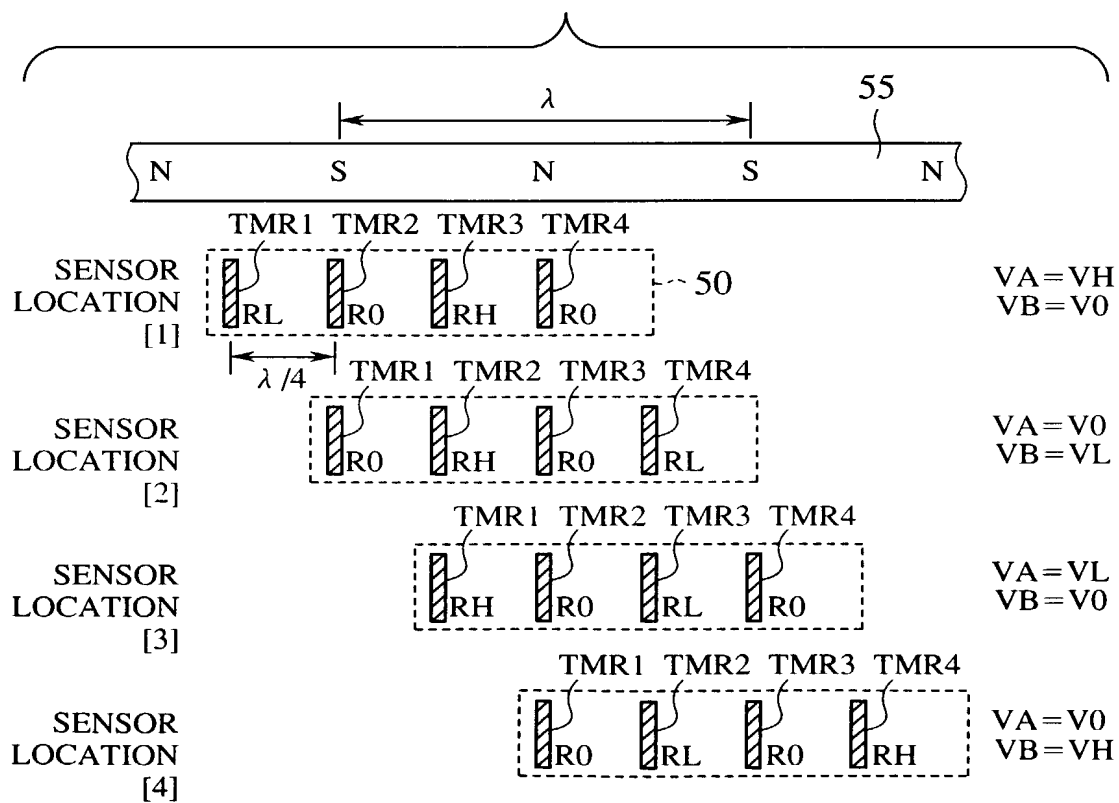 λ
55
N S N S N
TMR1 TMR2 TMR3 TMR4
SENSOR
LOCATION
[1]
RL R0 RH R0
50
VA=VH
VB=V0
λ/4
TMR1 TMR2 TMR3 TMR4
SENSOR
LOCATION
[2]
R0 RH R0 RL
VA=V0
VB=VL
TMR1 TMR2 TMR3 TMR4
SENSOR
LOCATION
[3]
RH R0 RL R0
VA=VL
VB=V0
TMR1 TMR2 TMR3 TMR4
SENSOR
LOCATION
[4]
R0 RL R0 RH
VA=V0
VB=VH